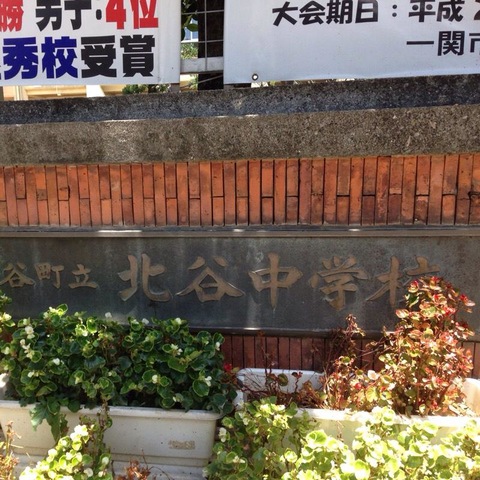 勝 男子・4位
秀校受賞
大会期日：平成
一関市
谷町立 北谷中学校